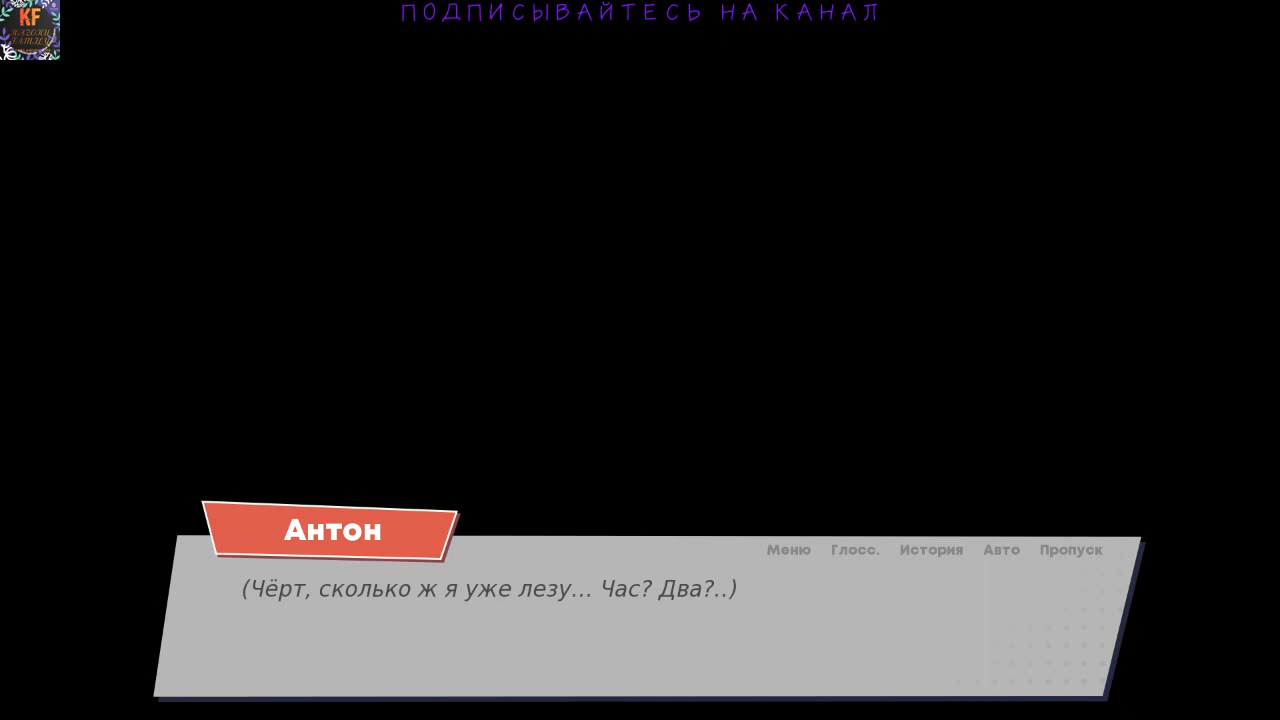 ПОДПИСЫВАЙТЕСЬ НА КАНАЛ
KF
Антон
Меню Глосс. История Авто Пропуск
(Чёрт, сколько ж я уже лезу... Час? Два?..)